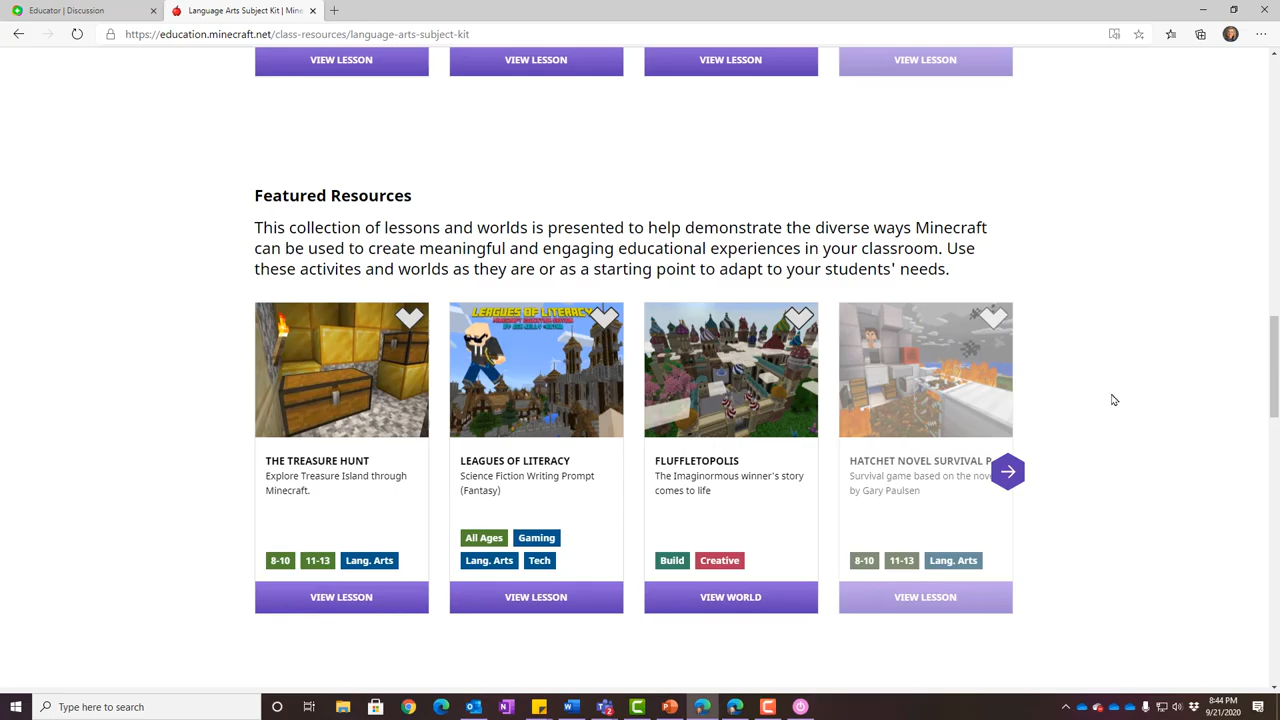 Educator | Discussion
Language Arts Subject Kit | Mine
https://education.minecraft.net/class-resources/language-arts-subject-kit
VIEW LESSON VIEW LESSON VIEW LESSON VIEW LESSON
Featured Resources
This collection of lessons and worlds is presented to help demonstrate the diverse ways Minecraft
can be used to create meaningful and engaging educational experiences in your classroom. Use
these activites and worlds as they are or as a starting point to adapt to your students' needs.
LEAGUES OF LITERACY
THE TREASURE HUNT
Explore Treasure Island through
Minecraft.
8-10 11-13 Lang. Arts
VIEW LESSON
LEAGUES OF LITERACY
Science Fiction Writing Prompt
(Fantasy)
All Ages Gaming
Lang. Arts Tech
VIEW LESSON
FLUFFLETOPOLIS
The Imaginormous winner's story
comes to life
Build Creative
VIEW WORLD
HATCHET NOVEL SURVIVAL P
Survival game based on the nove
by Gary Paulsen
8-10 11-13 Lang. Arts
VIEW LESSON
Type here to search
8:44 PM
9/21/2020